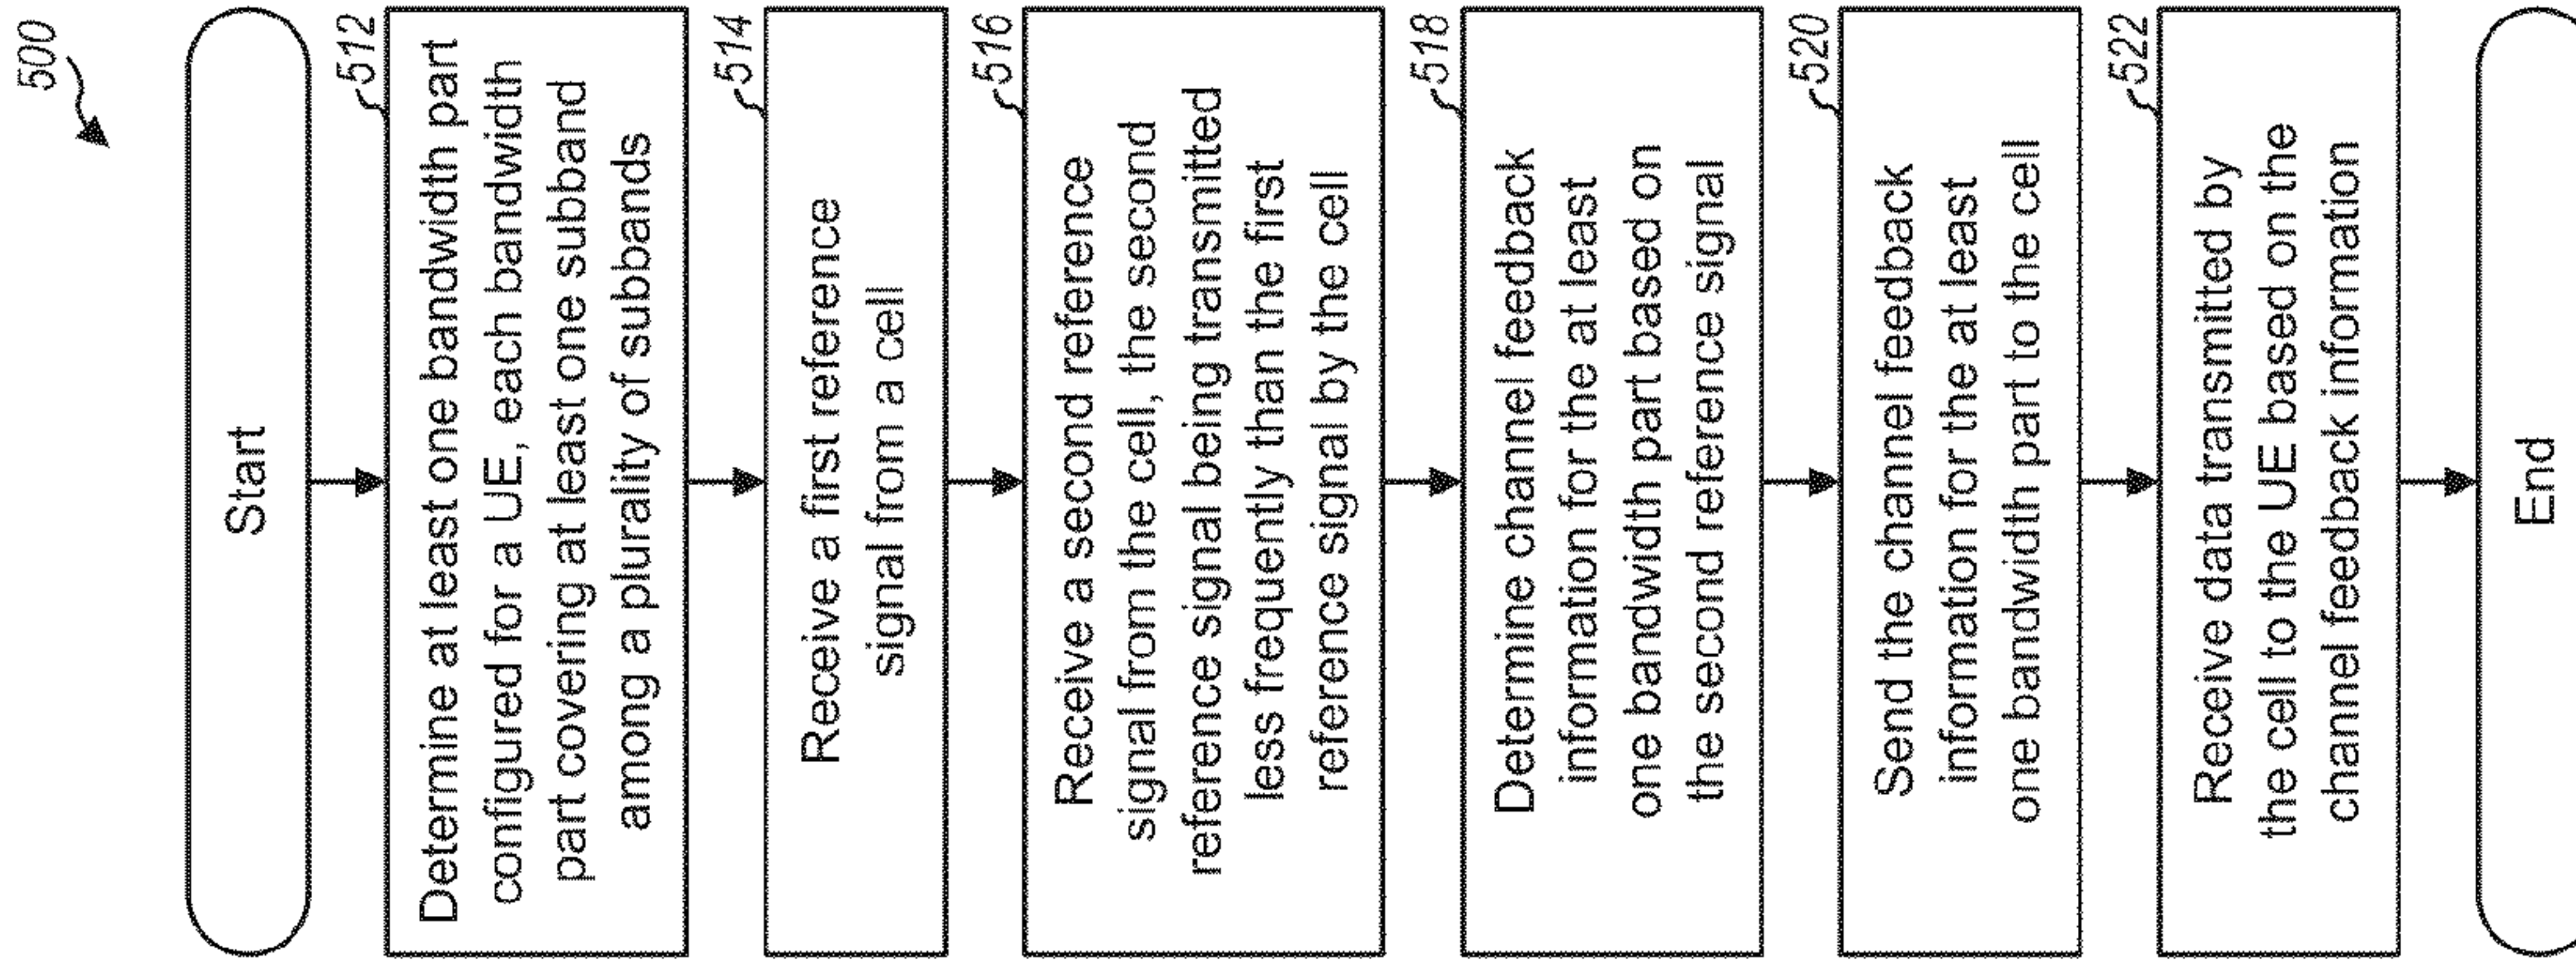 500
Start
512
Determine at least one bandwidth part
configured for a UE, each bandwidth
part covering at least one subband
among a plurality of subbands
514
Receive a first reference
signal from a cell
516
Receive a second reference
signal from the cell, the second
reference signal being transmitted
less frequently than the first
reference signal by the cell
518
Determine channel feedback
information for the at least
one bandwidth part based on
the second reference signal
520
Send the channel feedback
information for the at least
one bandwidth part to the cell
522
Receive data transmitted by
the cell to the UE based on the
channel feedback information
End